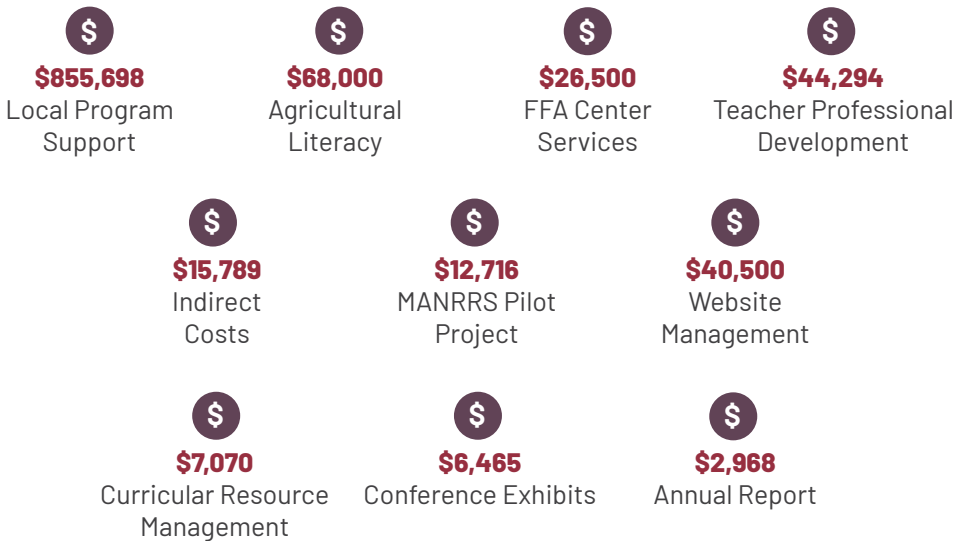 $
$855,698
Local Program
Support
$
$68,000
Agricultural
Literacy
$
$26,500
FFA Center
Services
$
$44,294
Teacher Professional
Development
$
$15,789
Indirect
Costs
$
$12,716
MANRRS Pilot
Project
$
$40,500
Website
Management
$
$7,070
Curricular Resource
Management
$
$6,465
Conference Exhibits
$
$2,968
Annual Report